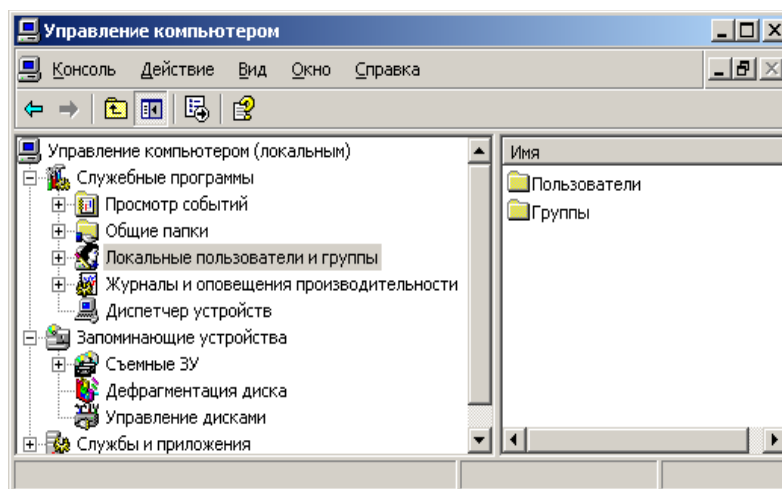 Управление компьютером
Консоль Действие Вид Окно Справка
Управление компьютером (локальным)
Служебные программы
Просмотр событий
Общие папки
Локальные пользователи и группы
Журналы и оповещения производительности
Диспетчер устройств
Запоминающие устройства
Съемные ЗУ
Дефрагментация диска
Управление дисками
Службы и приложения
Имя
Пользователи
Группы